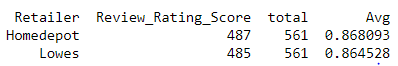 Retailer Review_Rating_Score total Avg
Homedepot 487 561 0.868093
Lowes 485 561 0.864528